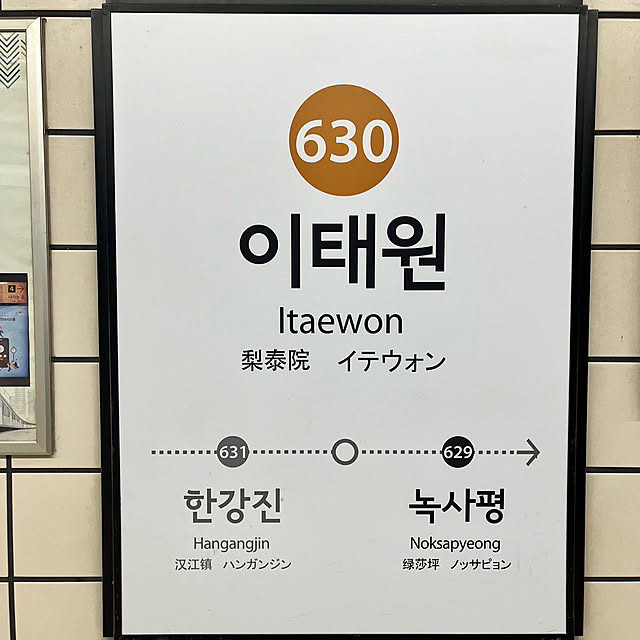 630
이태원
Itaewon
梨泰院 イテウォン
631 629
한강진 녹사평
Hangangjin Noksapyeong
汉江镇 ハンガンジン 绿莎坪 ノッサピョン
4